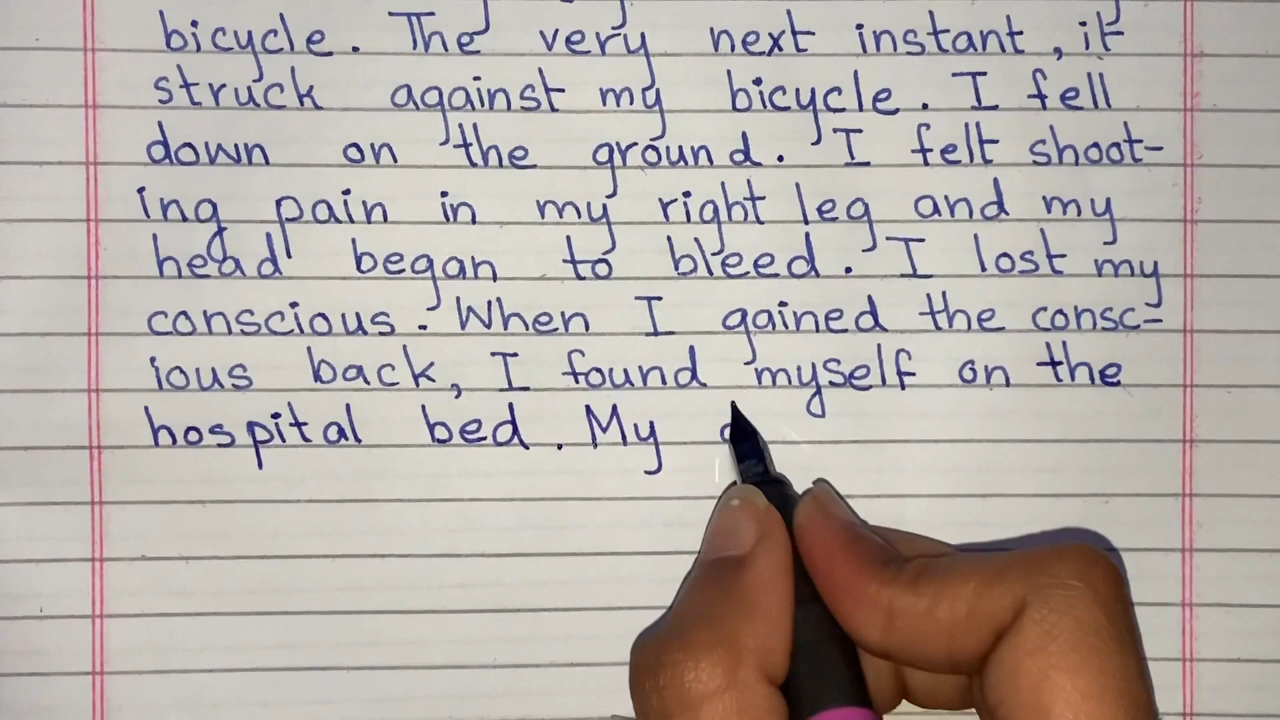 bicycle. The very next instant, it
struck against my bicycle. I fell
down on the ground. I felt shoot-
ing pain in my right leg and my
head began to bleed. I lost my
conscious. When I gained the consc-
ious back, I found myself on the
hospital bed. My